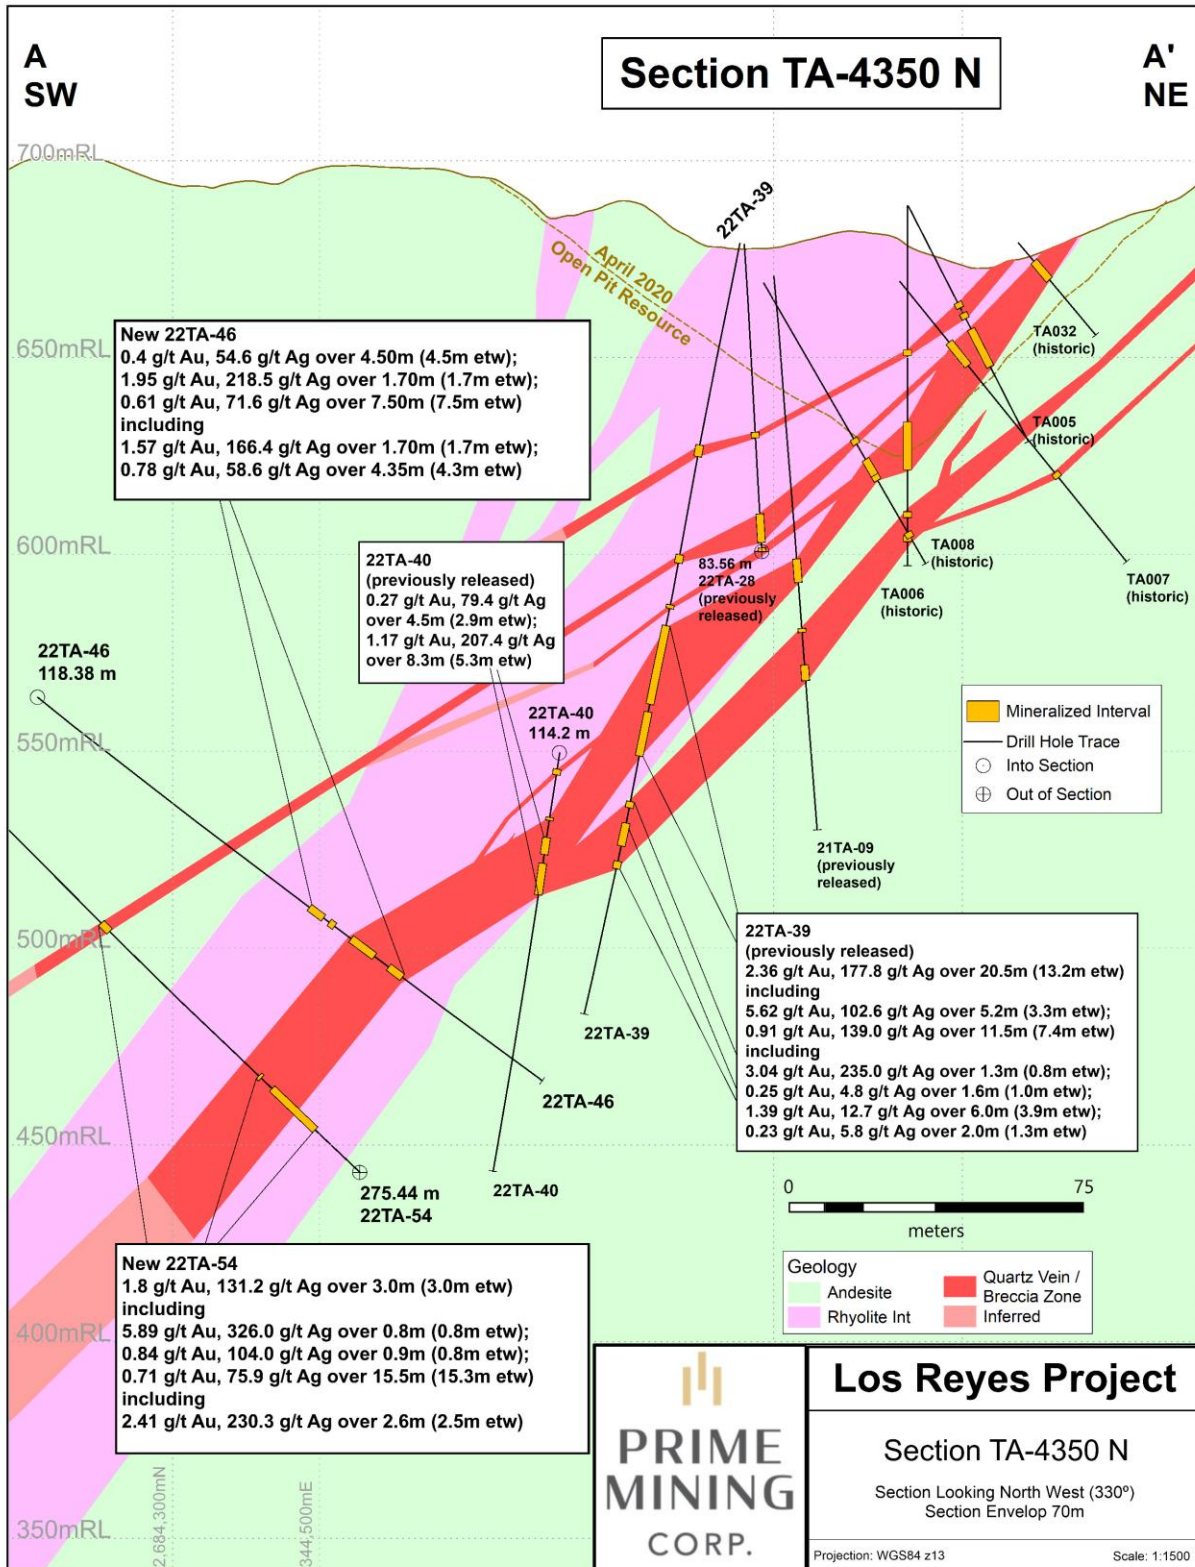 A
SW
Section TA-4350 N
A'
NE
700mRL
22TA-39
April 2020
Open Pit Resource
New 22TA-46
0.4 g/t Au, 54.6 g/t Ag over 4.50m (4.5m etw);
1.95 g/t Au, 218.5 g/t Ag over 1.70m (1.7m etw);
0.61 g/t Au, 71.6 g/t Ag over 7.50m (7.5m etw)
including
1.57 g/t Au, 166.4 g/t Ag over 1.70m (1.7m etw);
0.78 g/t Au, 58.6 g/t Ag over 4.35m (4.3m etw)
TA032
(historic)
650mRL
TA005
(historic)
TA008
(historic)
TA007
(historic)
TA006
(historic)
600mRL
83.56 m
22TA-28
(previously
released)
22TA-40
(previously released)
0.27 g/t Au, 79.4 g/t Ag
over 4.5m (2.9m etw);
1.17 g/t Au, 207.4 g/t Ag
over 8.3m (5.3m etw)
22TA-46
118.38 m
22TA-40
114.2 m
Mineralized Interval
Drill Hole Trace
Into Section
Out of Section
550mRL
21TA-09
(previously
released)
500mRL
22TA-39
(previously released)
2.36 g/t Au, 177.8 g/t Ag over 20.5m (13.2m etw)
including
5.62 g/t Au, 102.6 g/t Ag over 5.2m (3.3m etw);
0.91 g/t Au, 139.0 g/t Ag over 11.5m (7.4m etw)
including
3.04 g/t Au, 235.0 g/t Ag over 1.3m (0.8m etw);
0.25 g/t Au, 4.8 g/t Ag over 1.6m (1.0m etw);
1.39 g/t Au, 12.7 g/t Ag over 6.0m (3.9m etw);
0.23 g/t Au, 5.8 g/t Ag over 2.0m (1.3m etw)
22TA-39
22TA-46
450mRL
275.44 m
22TA-54
22TA-40
0 75
meters
New 22TA-54
1.8 g/t Au, 131.2 g/t Ag over 3.0m (3.0m etw)
including
5.89 g/t Au, 326.0 g/t Ag over 0.8m (0.8m etw);
0.84 g/t Au, 104.0 g/t Ag over 0.9m (0.8m etw);
0.71 g/t Au, 75.9 g/t Ag over 15.5m (15.3m etw)
including
2.41 g/t Au, 230.3 g/t Ag over 2.6m (2.5m etw)
Geology
Andesite
Rhyolite Int
Quartz Vein /
Breccia Zone
Inferred
400mRL
350mRL
2,684,300mN
344,500mE
PRIME
MINING
CORP.
Los Reyes Project
Section TA-4350 N
Section Looking North West (330º)
Section Envelop 70m
Projection: WGS84 z13
Scale: 1:1500